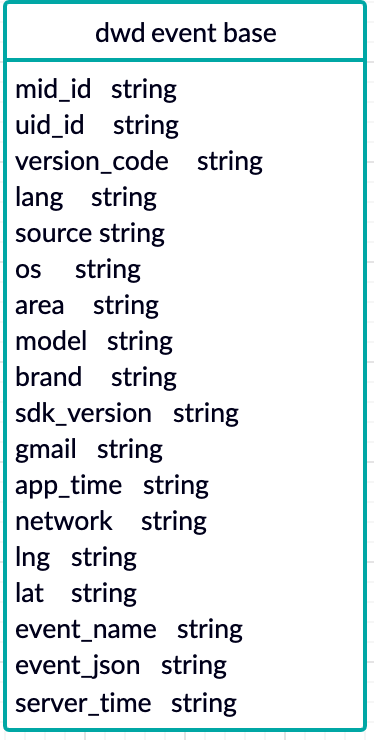 dwd event base
mid_id string
uid_id string
version_code string
lang string
source string
os string
area string
model string
brand string
sdk_version string
gmail string
app_time string
network string
lng string
lat string
event_name string
event_json string
server_time string